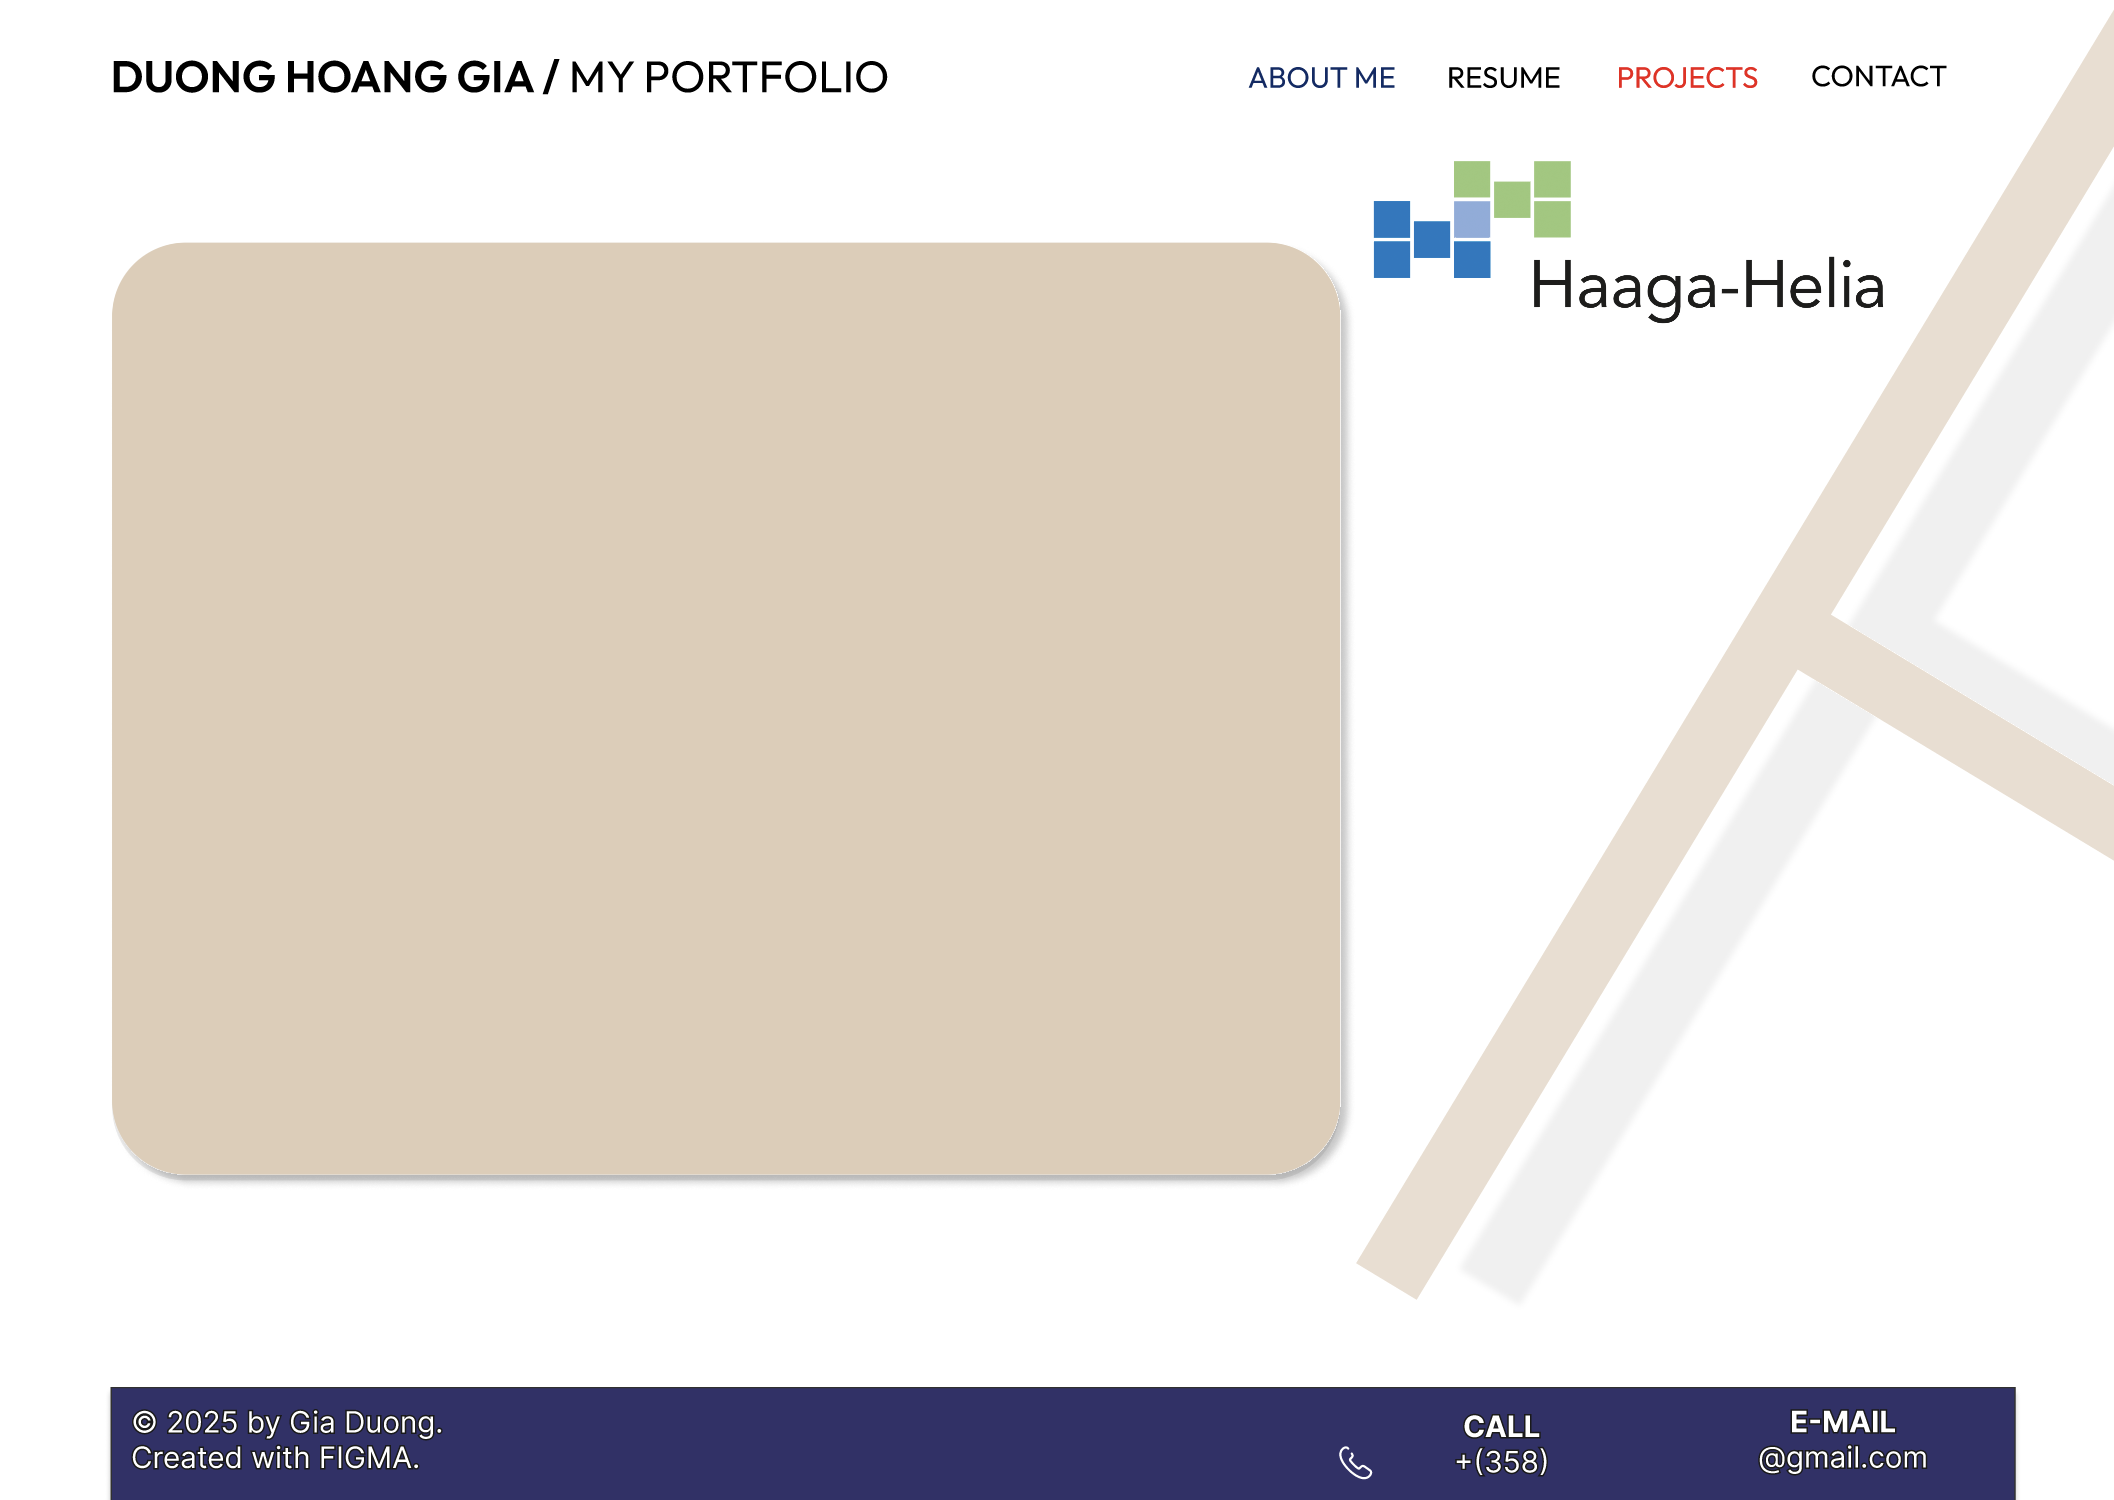 DUONG HOANG GIA / MY PORTFOLIO
ABOUT ME
RESUME
PROJECTS
CONTACT
Haaga-Helia
© 2025 by Gia Duong.
Created with FIGMA.
CALL
+(358)
E-MAIL
@gmail.com